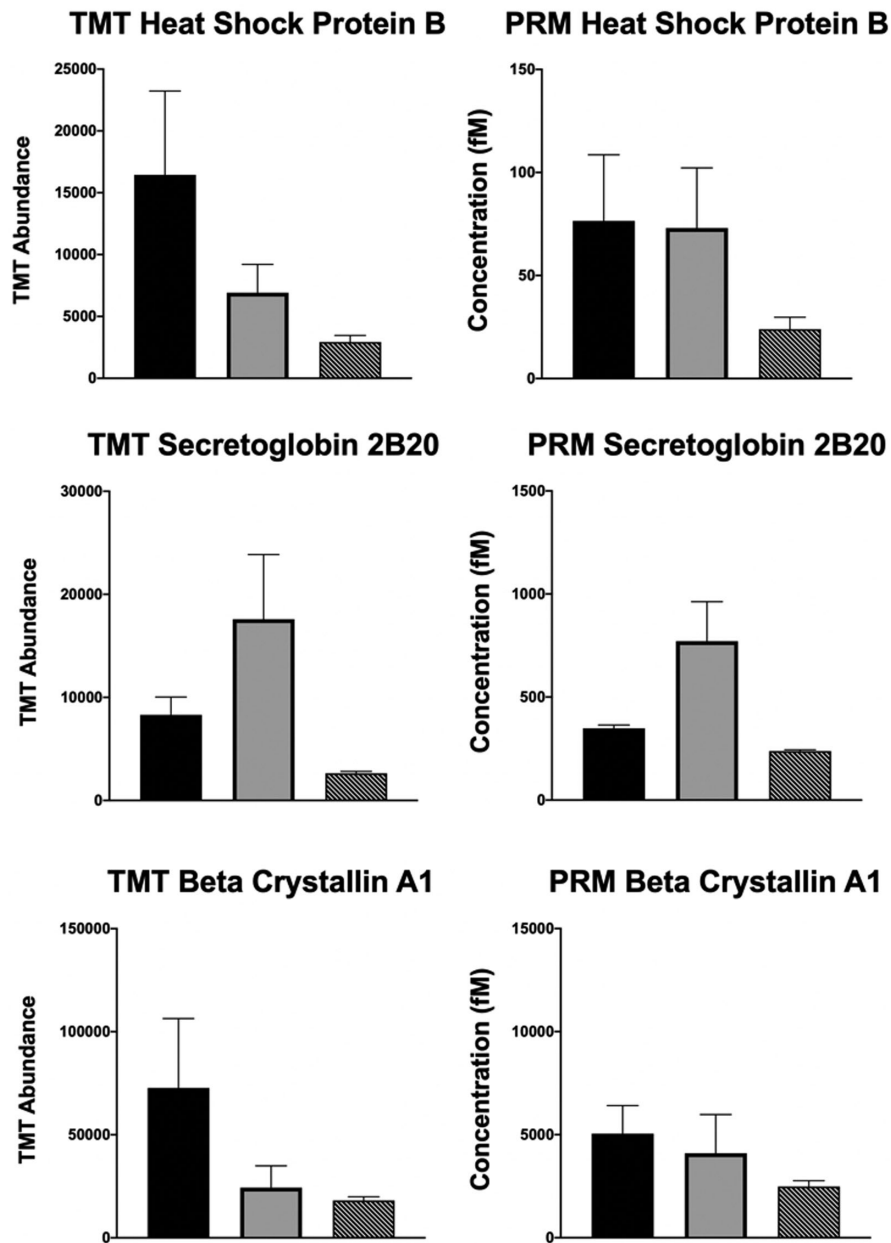 TMT Heat Shock Protein B
PRM Heat Shock Protein B
25000
20000
15000
10000
5000
0
TMT Abundance
150
100
50
0
Concentration (fM)
TMT Secretoglobin 2B20
PRM Secretoglobin 2B20
30000
20000
10000
0
TMT Abundance
1500
1000
500
0
Concentration (fM)
TMT Beta Crystallin A1
PRM Beta Crystallin A1
150000
100000
50000
0
TMT Abundance
15000
10000
5000
0
Concentration (fM)